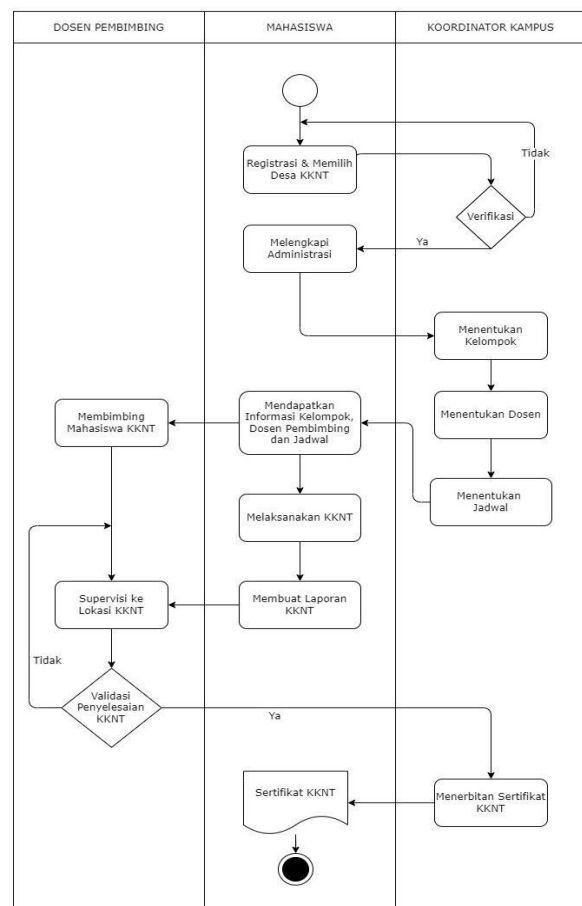 DOSEN PEMBIMBING
MAHASISWA
KOORDINATOR KAMPUS
Registrasi & Memilih
Desa KKNT
Tidak
Verifikasi
Ya
Melengkapi
Administrasi
Menentukan
Kelompok
Membimbing
Mahasiswa KKNT
Mendapatkan
Informasi Kelompok,
Dosen Pembimbing
dan Jadwal
Menentukan Dosen
Menentukan
Jadwal
Melaksanakan KKNT
Supervisi ke
Lokasi KKNT
Membuat Laporan
KKNT
Tidak
Validasi
Penyelesaian
KKNT
Ya
Sertifikat KKNT
Menerbitan Sertifikat
KKNT